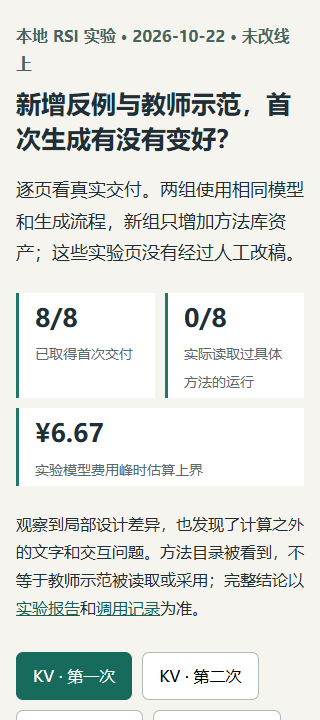 本地 RSI 实验 • 2026-10-22 • 未改线
上
新增反例与教师示范，首
次生成有没有变好？
逐页看真实交付。两组使用相同模型
和生成流程，新组只增加方法库资
产；这些实验页没有经过人工改稿。
8/8
已取得首次交付
0/8
实际读取过具体
方法的运行
¥6.67
实验模型费用峰时估算上界
观察到局部设计差异，也发现了计算之外
的文字和交互问题。方法目录被看到，不
等于教师示范被读取或采用；完整结论以
实验报告和调用记录为准。
KV · 第一次
KV · 第二次